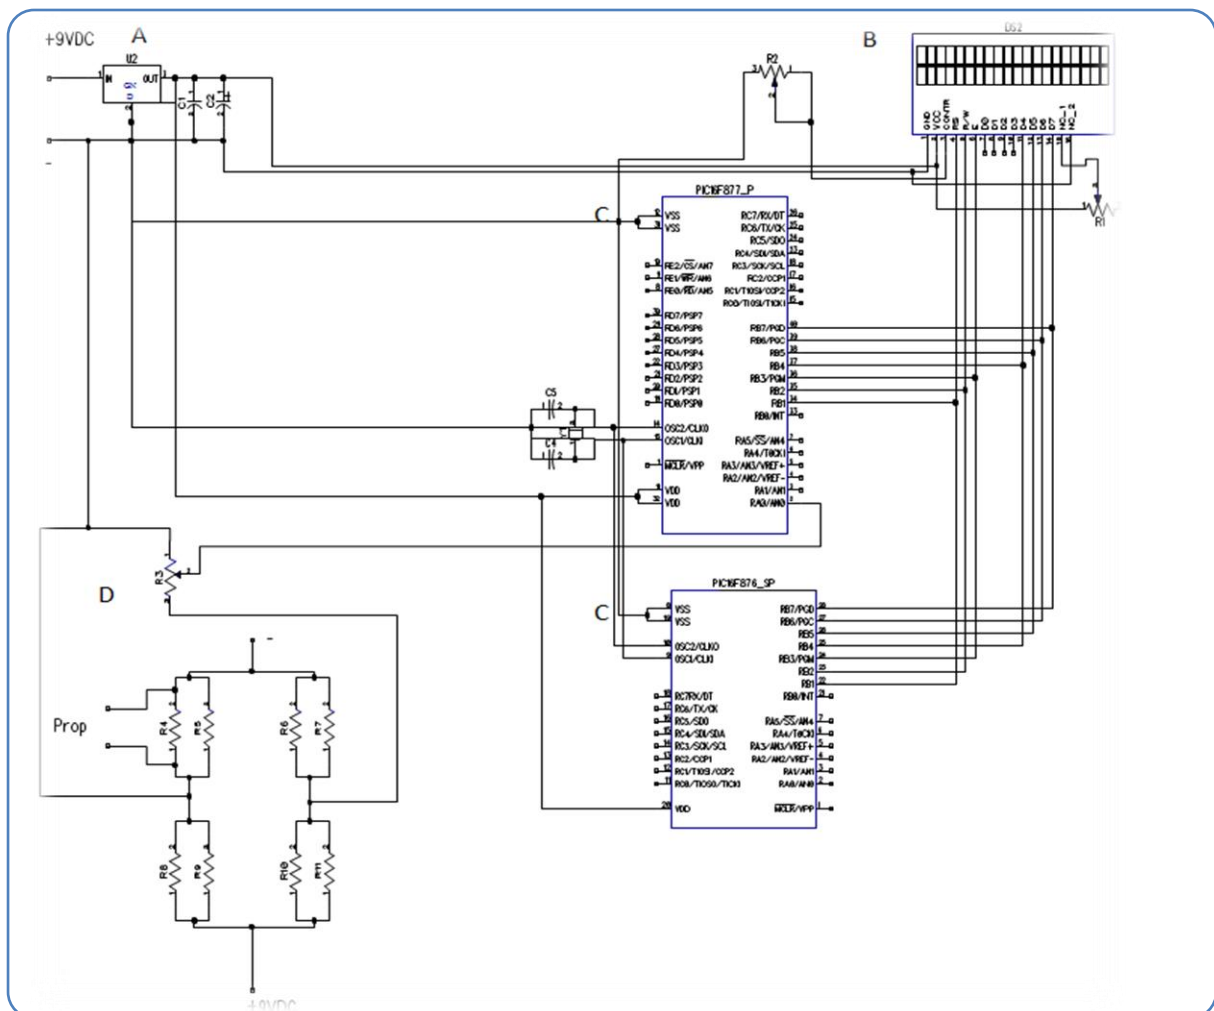 +9VDC
A
B
DS2
U2
IN
OUT
C1
C2
R2
GND
VCC
CONTR
RS
R/W
E
D0
D1
D2
D3
D4
D5
D6
D7
NC_1
NC_2
R1
-
PIC16F877_P
C
VSS
VSS
RC7/RX/DT
RC6/TX/CK
RC5/SDO
RC4/SDI/SDA
RC3/SCK/SCL
RC2/CCP1
RC1/T1OSI/CCP2
RE2/CS/AN7
RE1/WR/AN6
RE0/RD/AN5
RD7/PSP7
RD6/PSP6
RD5/PSP5
RD4/PSP4
RD3/PSP3
RD2/PSP2
RD1/PSP1
RD0/PSP0
RB7/PGD
RB6/PGC
RB5
RB4
RB3/PGM
RB2
RB1
RB0/INT
C5
C4
OSC2/CLKO
OSC1/CLKI
MCLR/VPP
RA5/SS/AN4
RA4/T0CKI
RA3/AN3/VREF+
RA2/AN2/VREF-
RA1/AN1
RA0/AN0
VDD
VDD
R3
D
PIC16F876_SP
C
VSS
VSS
OSC2/CLKO
OSC1/CLKI
RB7/PGD
RB6/PGC
RB5
RB4
RB3/PGM
RB2
RB1
RB0/INT
RC7RX/DT
RC6/TX/CK
RC5/SDO
RC4/SDI/SDA
RC3/SCK/SCL
RC2/CCP1
RC1/T1OSI/CCP2
RC0/T1OSO/T1CKI
RA5/SS/AN4
RA4/T0CKI
RA3/AN3/VREF+
RA2/AN2/VREF-
RA1/AN1
RA0/AN0
VDD
MCLR/VPP
-
Prop
R4
R5
R6
R7
R8
R9
R10
R11
+9VDC